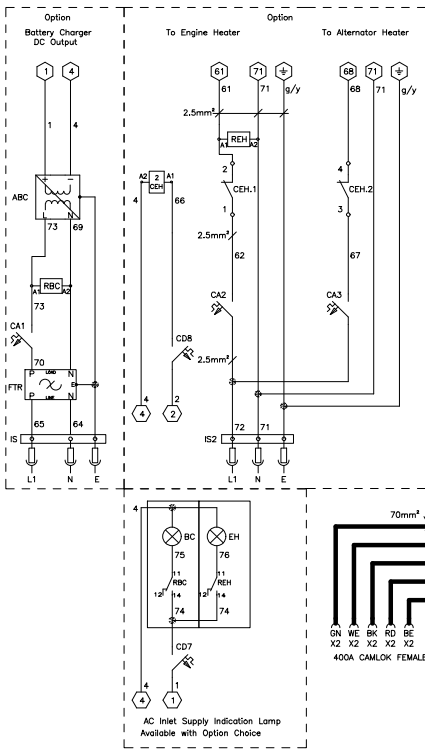 Option
Battery Charger
DC Output
1
4
1
4
ABC
+
-
L
N
73
69
RBC
A1
A2
73
CA1
70
P
LOAD
N
FTR
E
P
LINE
N
65
64
IS
L1
N
E
Option
To Engine Heater
To Alternator Heater
61
71
68
71
61
71
g/y
68
71
g/y
2.5mm²
REH
A1
A2
A2
2
CEH
A1
4
66
2
CEH.1
1
4
CEH.2
3
2.5mm²
62
67
CA2
CA3
CD8
2.5mm²
4
2
4
2
72
71
IS2
L1
N
E
4
BC
EH
75
76
11
RBC
12
14
11
REH
12
14
74
74
CD7
4
1
4
1
AC Inlet Supply Indication Lamp
Available with Option Choice
70mm²
GN
WE
BK
RD
BE
X2
X2
X2
X2
X2
400A CAMLOK FEMALE